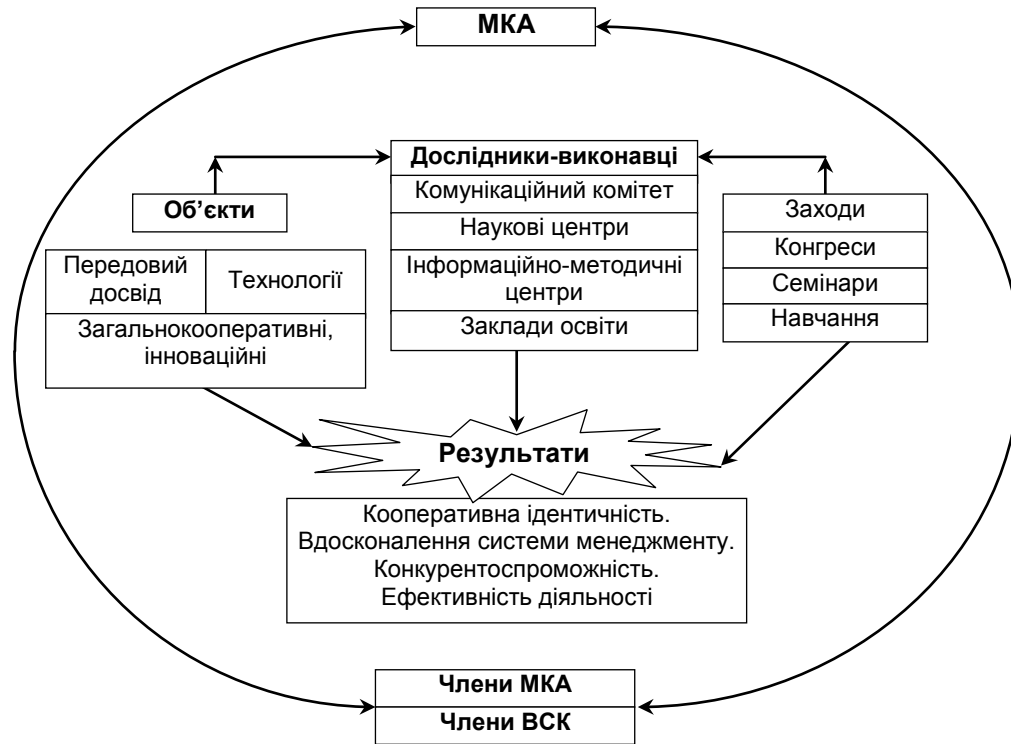 МКА
Дослідники-виконавці
Комунікаційний комітет
Наукові центри
Інформаційно-методичні
центри
Заклади освіти
Об’єкти
Передовий
досвід
Технології
Загальнокооперативні,
інноваційні
Заходи
Конгреси
Семінари
Навчання
Результати
Кооперативна ідентичність.
Вдосконалення системи менеджменту.
Конкурентоспроможність.
Ефективність діяльності
Члени МКА
Члени ВСК